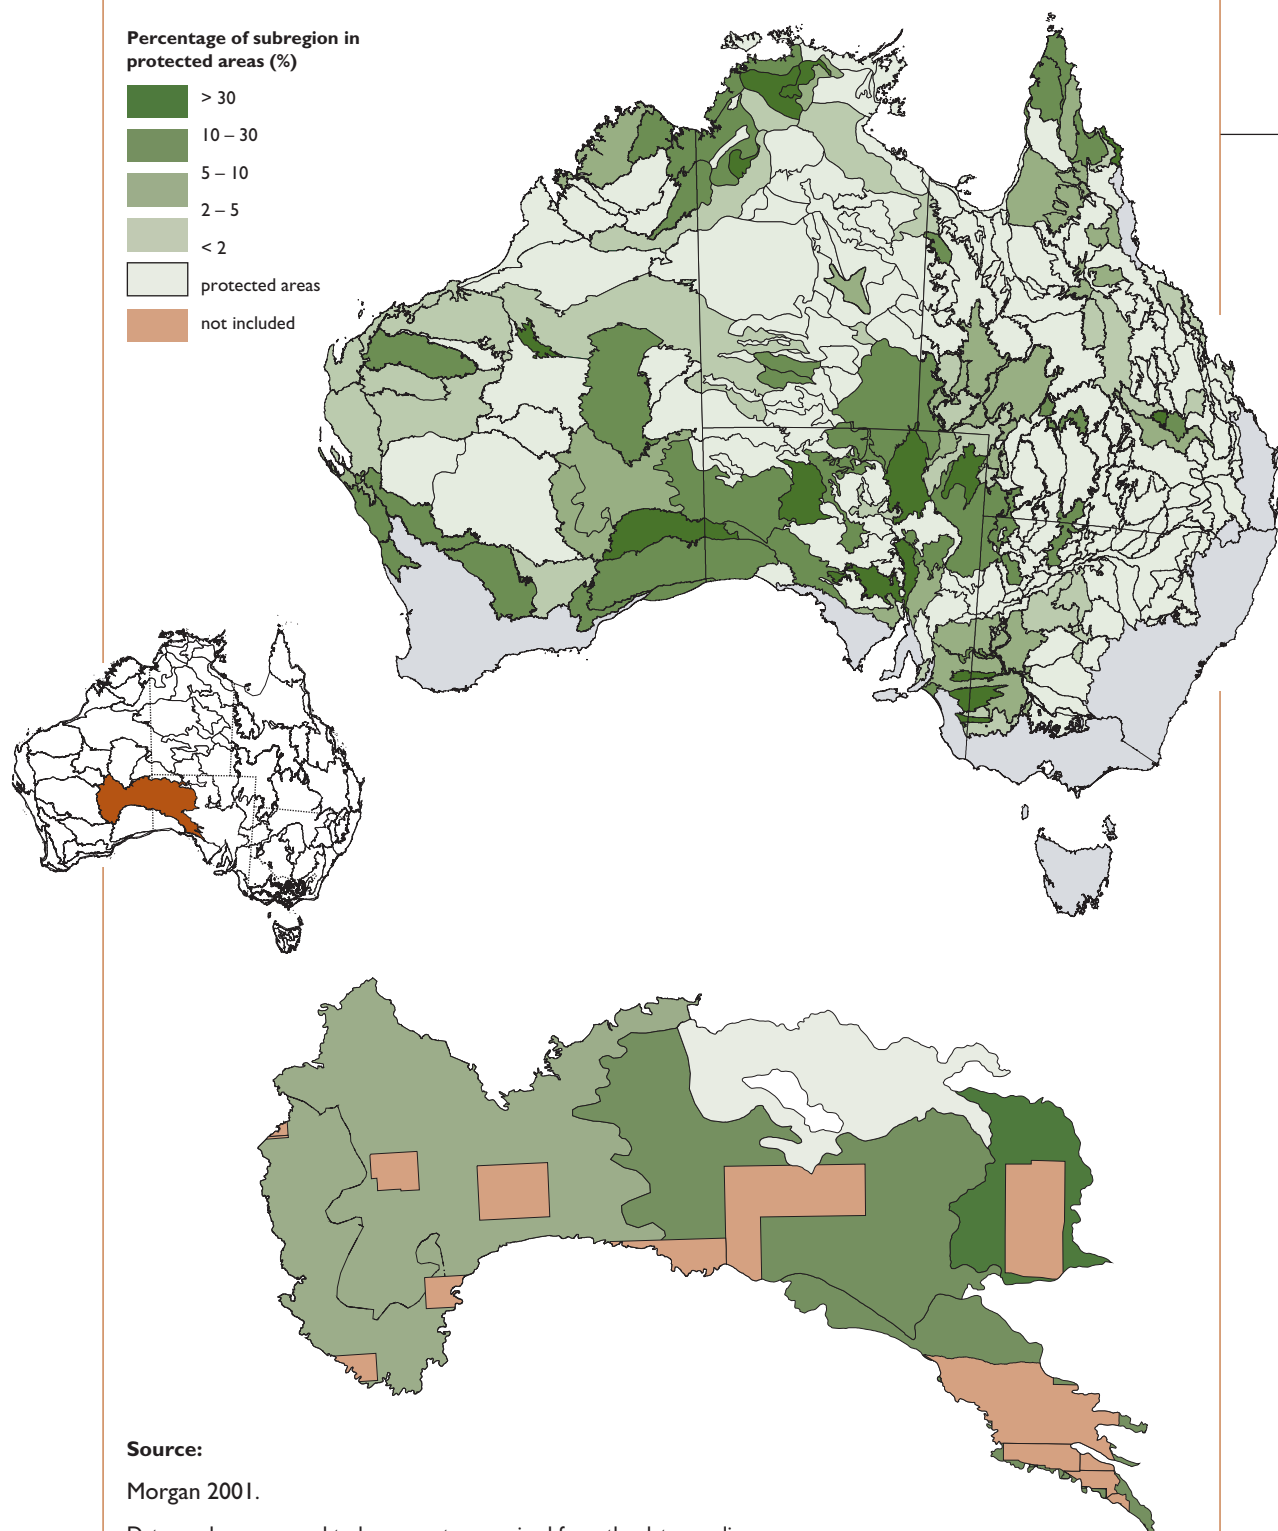 Percentage of subregion in
protected areas (%)
> 30
10 – 30
5 – 10
2 – 5
< 2
protected areas
not included
Source:
Morgan 2001.